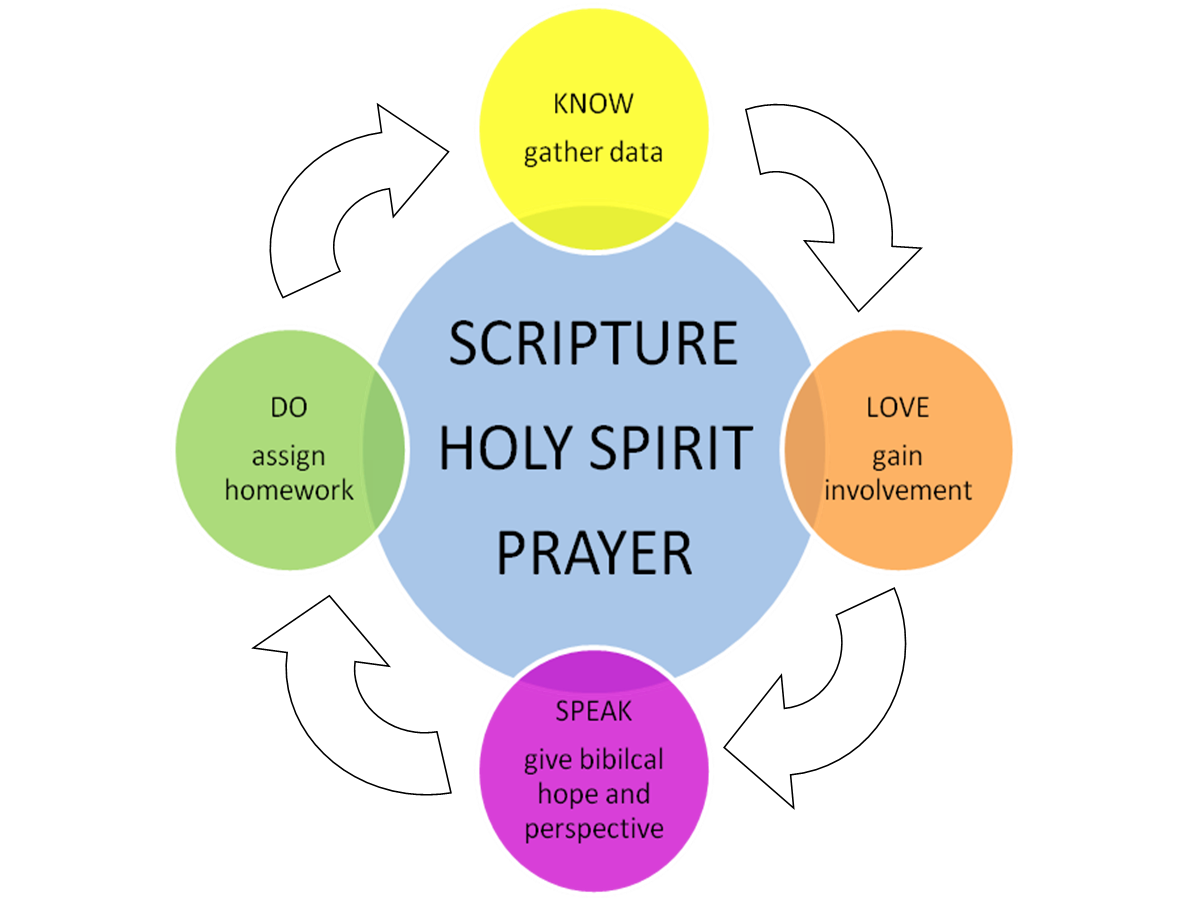 KNOW
gather data
SCRIPTURE
HOLY SPIRIT
PRAYER
LOVE
gain
involvement
SPEAK
give bibilcal
hope and
perspective
DO
assign
homework